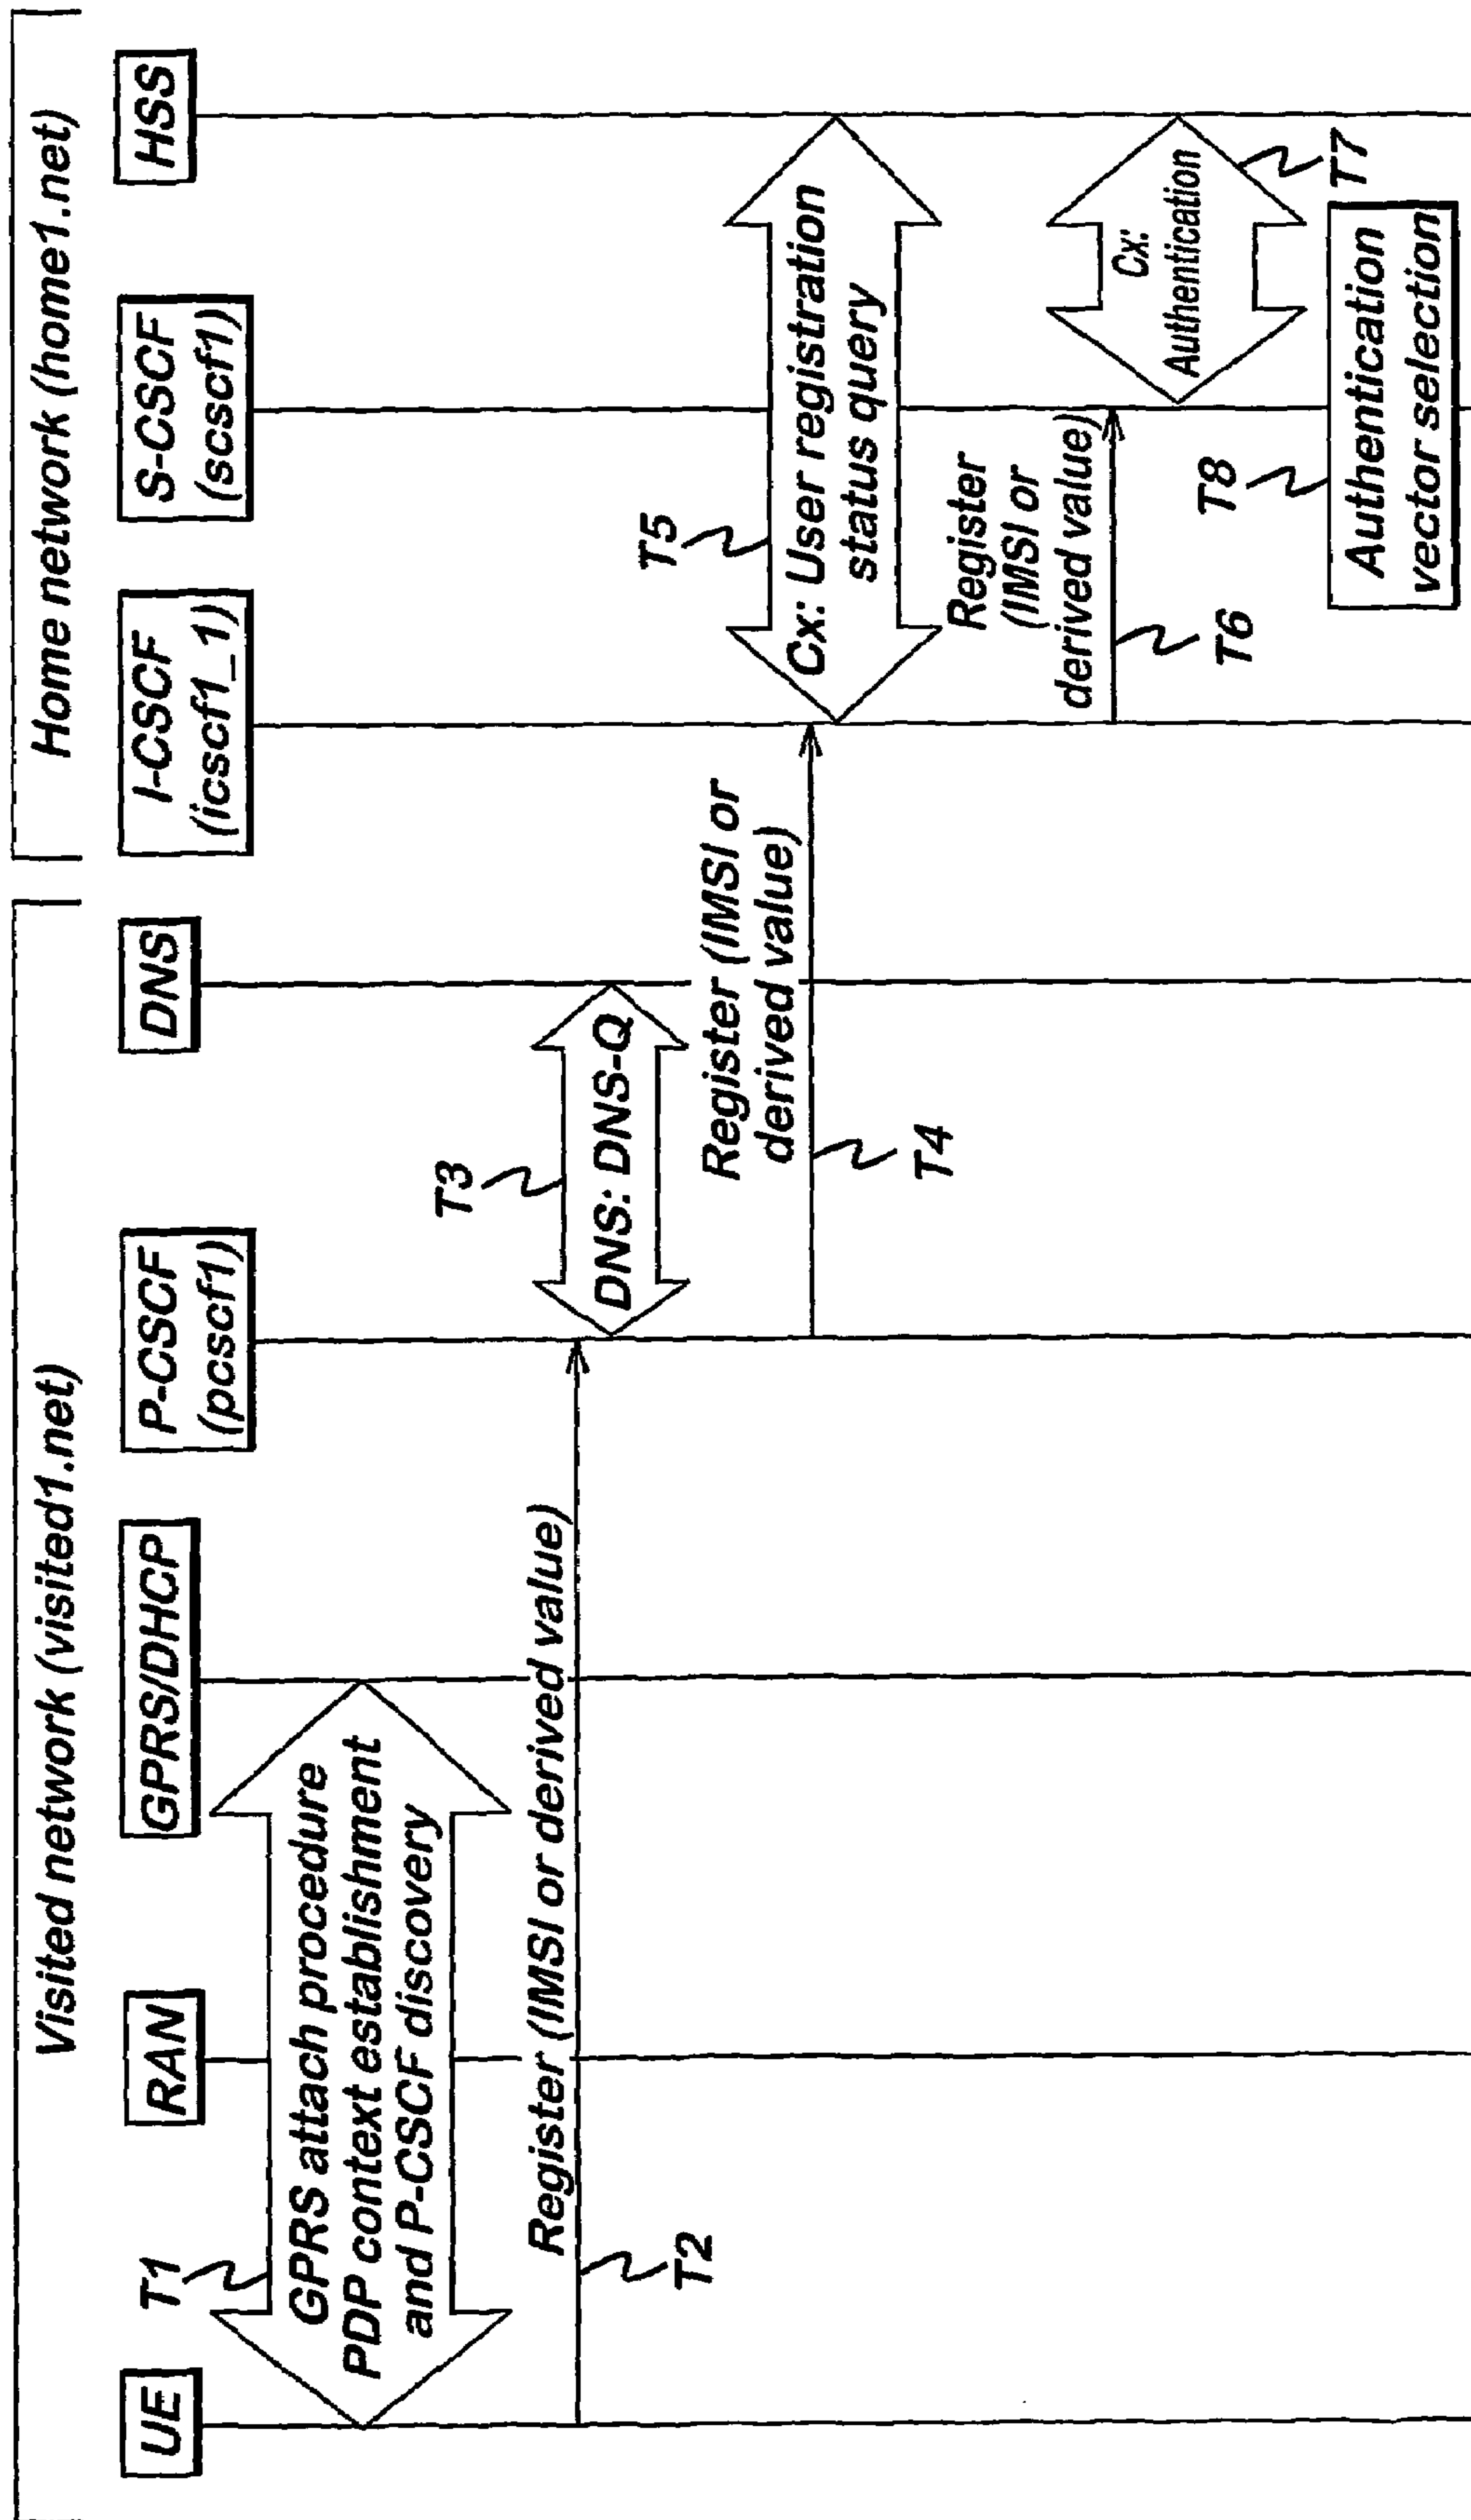 Visited network (visited1.net)
Home network (home1.net)
UE
RAN
GPRS/DHCP
P-CSCF
(pcscf1)
DNS
I-CSCF
(icscf1_1)
S-CSCF
(scscf1)
HSS
T1
GPRS attach procedure
PDP context establishment
and P-CSCF discovery
Register (IMSI or derived value)
T2
T3
DNS: DNS-Q
Register (IMSI or
derived value)
T4
T5
Cx: User registration
status query
Register
(IMSI or
derived value)
T6
Cx:
Authentication
T7
T8
Authentication
vector selection